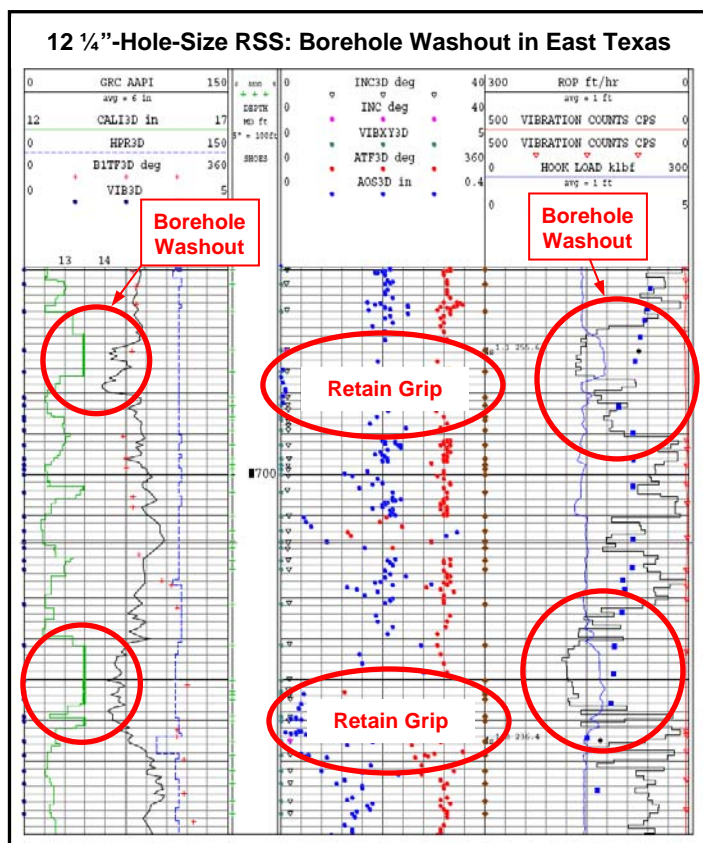 12 ¼”-Hole-Size RSS: Borehole Washout in East Texas
0 GRC AAPI 150
avg = 6 in
12 CALI3D in 17
0 HPR3D 150
0 B1TF3D deg 360
0 VIB3D 5
DEPTH
MD ft
5" = 100ft
SHOES
0 INC3D deg 40
0 INC deg 40
0 VIBXY3D 5
0 ATF3D deg 360
0 AOS3D in 0.4
300 ROP ft/hr 0
avg = 1 ft
500 VIBRATION COUNTS CPS 0
500 VIBRATION COUNTS CPS 0
0 HOOK LOAD klbf 300
avg = 1 ft
0 5
Borehole
Washout
Borehole
Washout
13 14
Retain Grip
700
Retain Grip